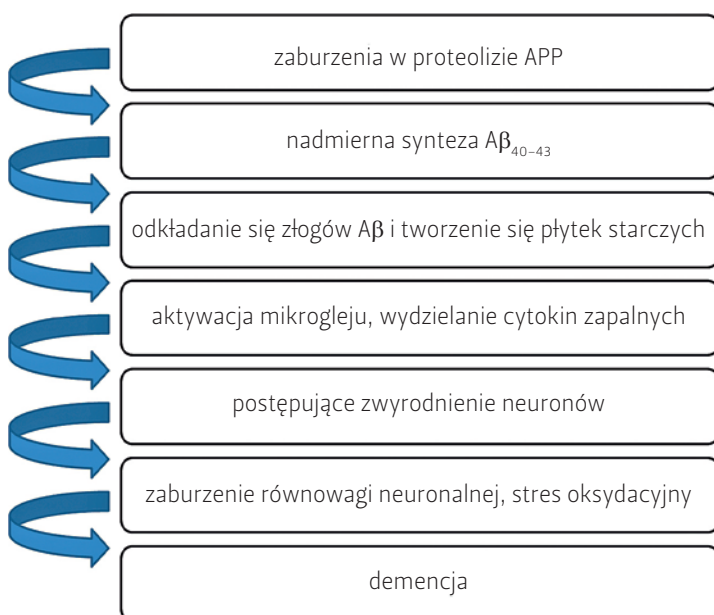 zaburzenia w proteolizie APP
nadmierna synteza Aβ₄₀₋₄₃
odkładanie się złogów Aβ i tworzenie się płytek starczych
aktywacja mikrogleju, wydzielanie cytokin zapalnych
postępujące zwyrodnienie neuronów
zaburzenie równowagi neuronalnej, stres oksydacyjny
demencja